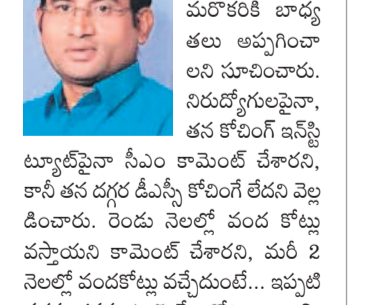 మరొకరికి బాధ్య
తలు అప్పగించా
లని సూచించారు.
నిరుద్యోగులపైనా,
తన కోచింగ్ ఇన్‌స్టి
ట్యూట్‌పైనా సీఎం కామెంట్ చేశారని,
కానీ తన దగ్గర డీఎస్సీ కోచింగే లేదని వెల్ల
డించారు. రెండు నెలల్లో వంద కోట్లు
వస్తాయని కామెంట్ చేశారని, మరీ 2
నెలల్లో వందకోట్లు వచ్చేదుంటే... ఇప్పటి